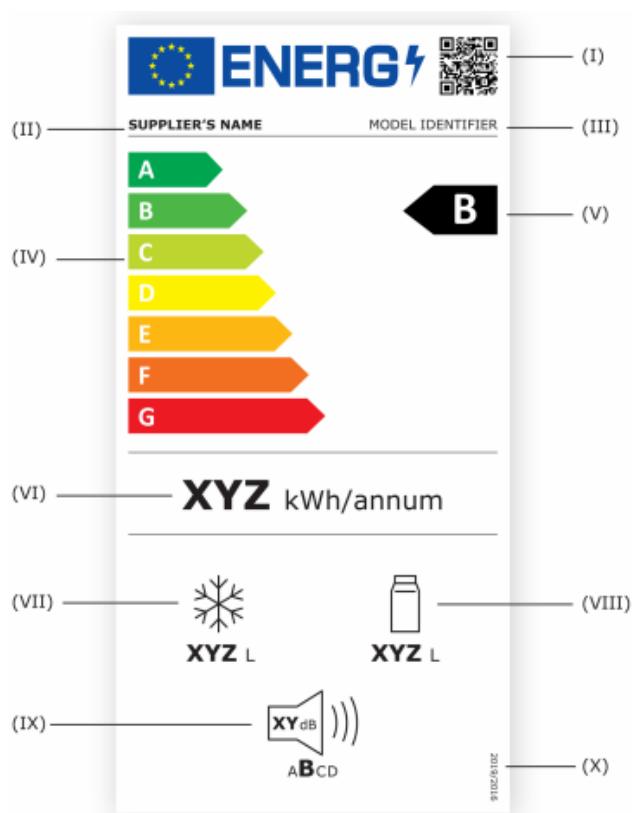 ENERG
(I)
(II)
SUPPLIER'S NAME
MODEL IDENTIFIER
(III)
A
B
B
(V)
(IV)
C
D
E
F
G
(VI)
XYZ kWh/annum
(VII)
(VIII)
XYZ L
XYZ L
(IX)
XY dB
ABCD
2019/2016
(X)